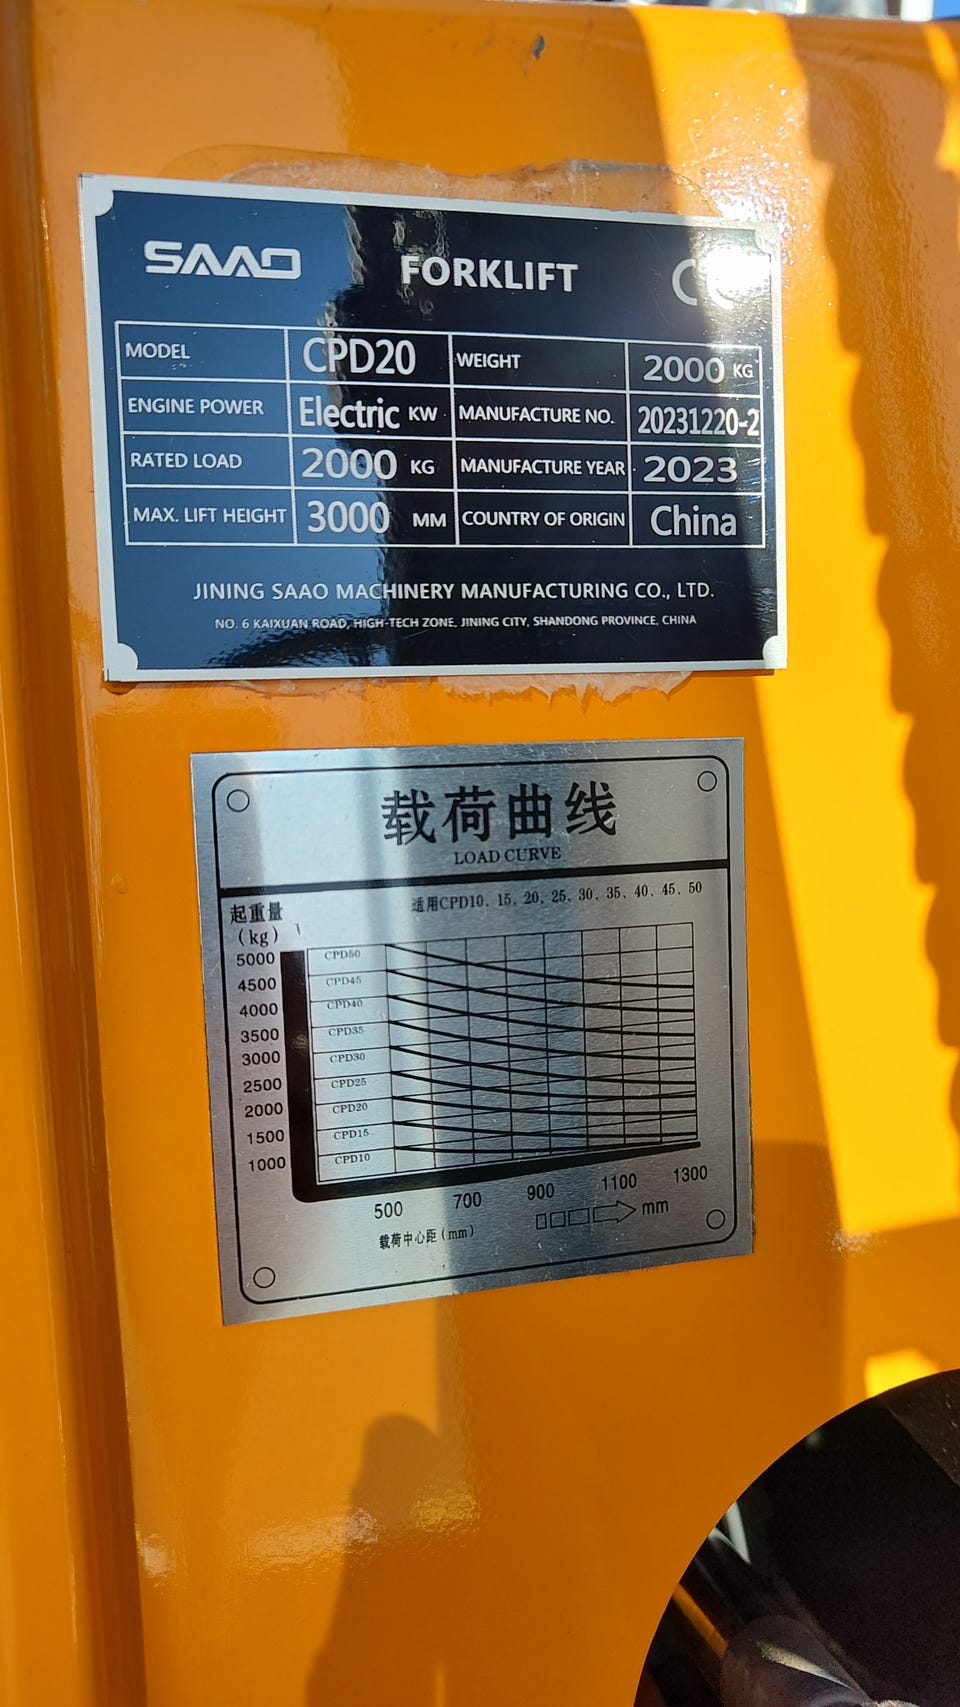 SAAO FORKLIFT CE
MODEL CPD20 WEIGHT 2000 KG
ENGINE POWER Electric KW MANUFACTURE NO. 20231220-2
RATED LOAD 2000 KG MANUFACTURE YEAR 2023
MAX. LIFT HEIGHT 3000 MM COUNTRY OF ORIGIN China
JINING SAAO MACHINERY MANUFACTURING CO., LTD.
NO. 6 KAIXUAN ROAD, HIGH-TECH ZONE, JINING CITY, SHANDONG PROVINCE, CHINA
载荷曲线
LOAD CURVE
适用CPD10、15、20、25、30、35、40、45、50
起重量
(kg)
5000 CPD50
4500 CPD45
4000 CPD40
3500 CPD35
3000 CPD30
2500 CPD25
2000 CPD20
1500 CPD15
1000 CPD10
500 700 900 1100 1300
载荷中心距(mm) mm